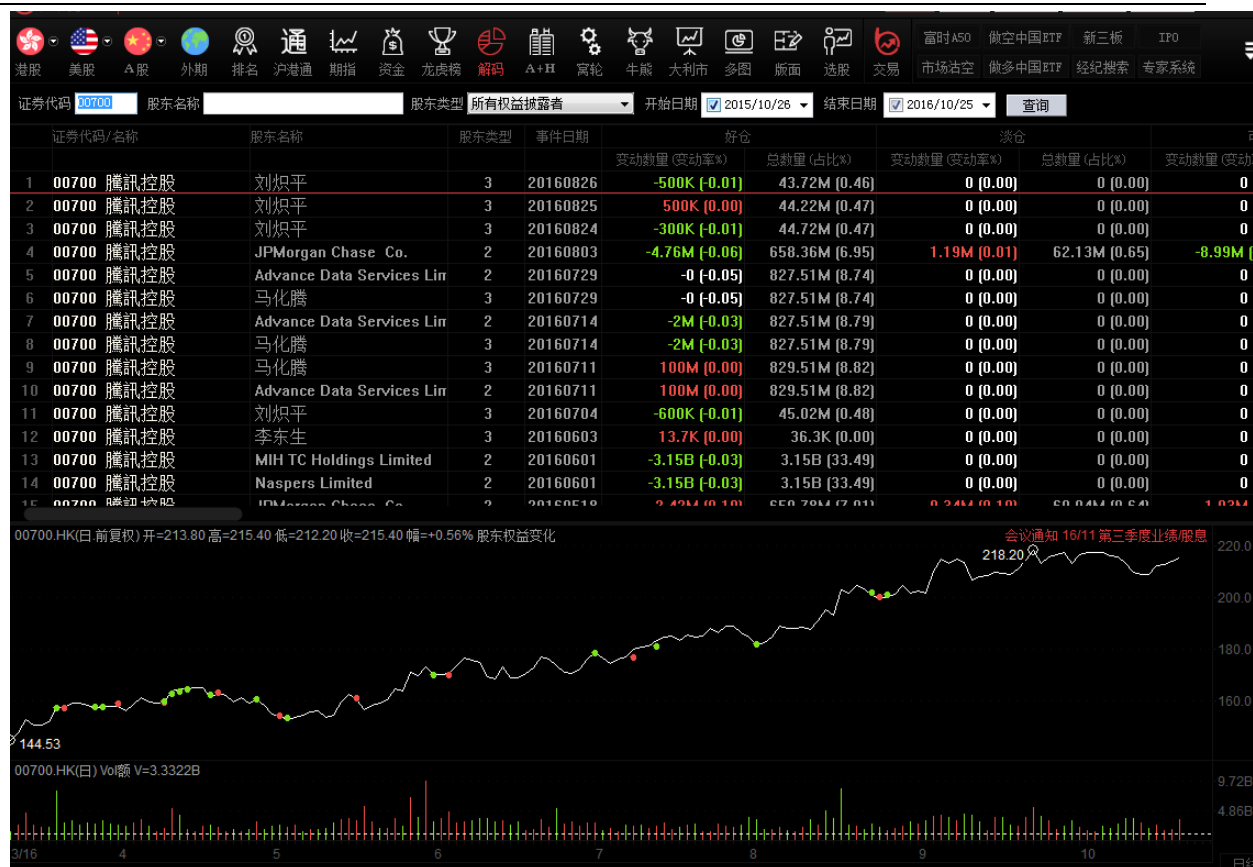 港股 美股 A股 外期 排名 沪港通 期指 资金 龙虎榜 解码 A+H 窝轮 牛熊 大利市 多图 版面 选股 交易
通
富时A50 做空中国ETF 新三板 IPO
市场沽空 做多中国ETF 经纪搜索 专家系统
证券代码 00700 股东名称 股东类型 所有权益披露者 开始日期 2015/10/26 结束日期 2016/10/25 查询
证券代码/名称 股东名称 股东类型 事件日期 好仓 淡仓
变动数量(变动率%) 总数量(占比%) 变动数量(变动率%) 总数量(占比%) 变动数量(变动
1 00700 騰訊控股 刘炽平 3 20160826 -500K (-0.01) 43.72M (0.46) 0 (0.00) 0 (0.00) 0
2 00700 騰訊控股 刘炽平 3 20160825 500K (0.00) 44.22M (0.47) 0 (0.00) 0 (0.00) 0
3 00700 騰訊控股 刘炽平 3 20160824 -300K (-0.01) 44.72M (0.47) 0 (0.00) 0 (0.00) 0
4 00700 騰訊控股 JPMorgan Chase Co. 2 20160803 -4.76M (-0.06) 658.36M (6.95) 1.19M (0.01) 62.13M (0.65) -8.99M (
5 00700 騰訊控股 Advance Data Services Lim 2 20160729 -0 (-0.05) 827.51M (8.74) 0 (0.00) 0 (0.00) 0
6 00700 騰訊控股 马化腾 3 20160729 -0 (-0.05) 827.51M (8.74) 0 (0.00) 0 (0.00) 0
7 00700 騰訊控股 Advance Data Services Lim 2 20160714 -2M (-0.03) 827.51M (8.79) 0 (0.00) 0 (0.00) 0
8 00700 騰訊控股 马化腾 3 20160714 -2M (-0.03) 827.51M (8.79) 0 (0.00) 0 (0.00) 0
9 00700 騰訊控股 马化腾 3 20160711 100M (0.00) 829.51M (8.82) 0 (0.00) 0 (0.00) 0
10 00700 騰訊控股 Advance Data Services Lim 2 20160711 100M (0.00) 829.51M (8.82) 0 (0.00) 0 (0.00) 0
11 00700 騰訊控股 刘炽平 3 20160704 -600K (-0.01) 45.02M (0.48) 0 (0.00) 0 (0.00) 0
12 00700 騰訊控股 李东生 3 20160603 13.7K (0.00) 36.3K (0.00) 0 (0.00) 0 (0.00) 0
13 00700 騰訊控股 MIH TC Holdings Limited 2 20160601 -3.15B (-0.03) 3.15B (33.49) 0 (0.00) 0 (0.00) 0
14 00700 騰訊控股 Naspers Limited 2 20160601 -3.15B (-0.03) 3.15B (33.49) 0 (0.00) 0 (0.00) 0
00700.HK(日.前复权) 开=213.80 高=215.40 低=212.20 收=215.40 幅=+0.56% 股东权益变化 会议通知 16/11 第三季度业绩/股息
220.0
218.20
200.0
180.0
160.0
144.53
00700.HK(日) Vol额 V=3.3322B
9.72B
4.86B
3/16 4 5 6 7 8 9 10